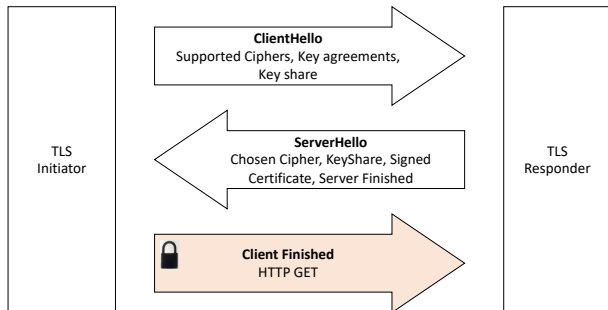 ClientHello
Supported Ciphers, Key agreements,
Key share
TLS
Initiator
ServerHello
Chosen Cipher, KeyShare, Signed
Certificate, Server Finished
TLS
Responder
Client Finished
HTTP GET